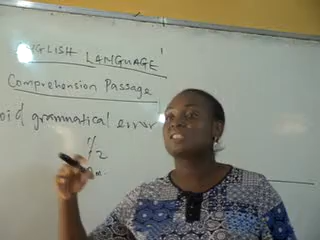 ENGLISH LANGUAGE
Comprehension Passage
grammatical error
1/2